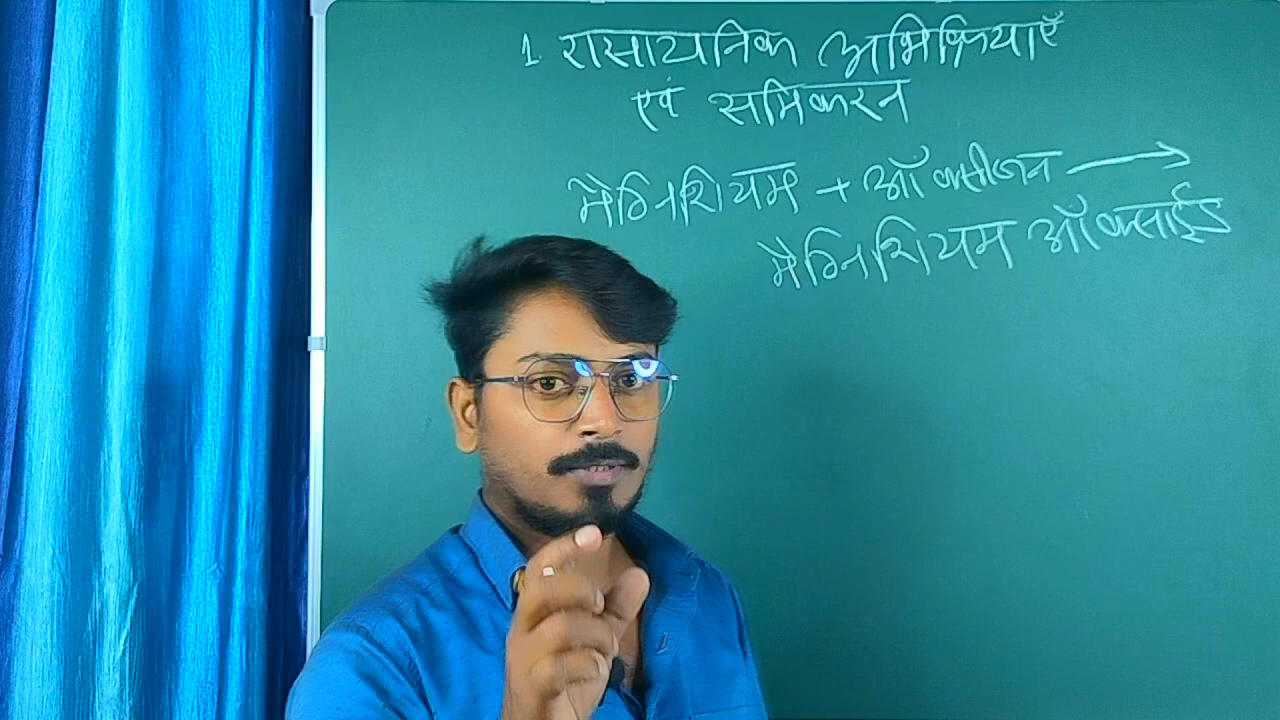 1. रासायनिक अभिक्रियाएँ
एवं समिकरन
मैग्निशियम + ऑक्सीजन →
मैग्निशियम ऑक्साईड